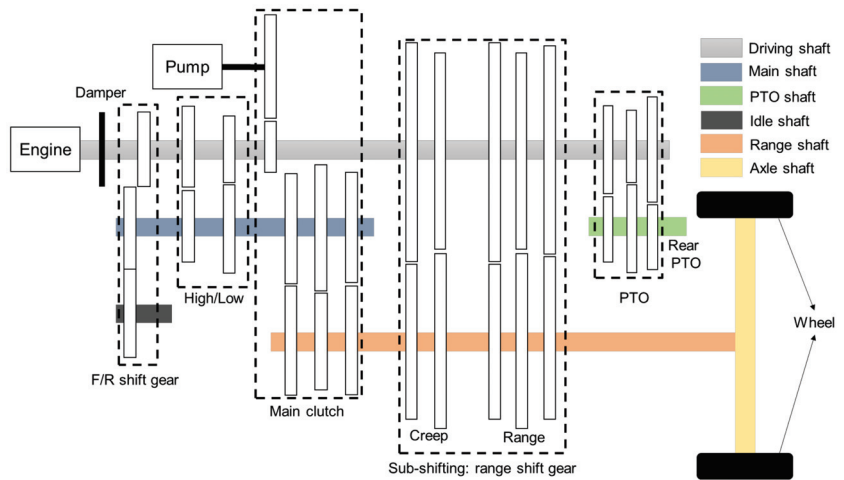 Pump
Damper
Engine
Driving shaft
Main shaft
PTO shaft
Idle shaft
Range shaft
Axle shaft
Rear
PTO
High/Low
PTO
Wheel
F/R shift gear
Main clutch
Creep
Range
Sub-shifting: range shift gear